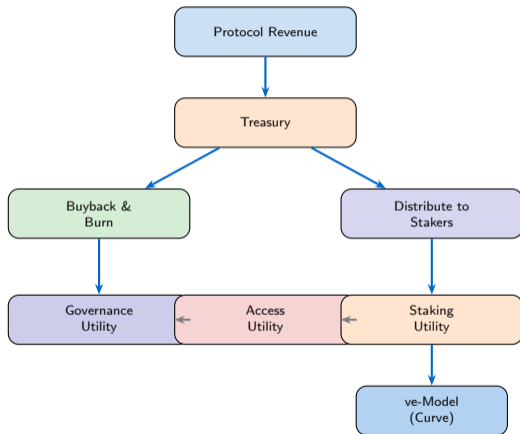 Protocol Revenue
Treasury
Buyback &
Burn
Distribute to
Stakers
Governance
Utility
Access
Utility
Staking
Utility
ve-Model
(Curve)